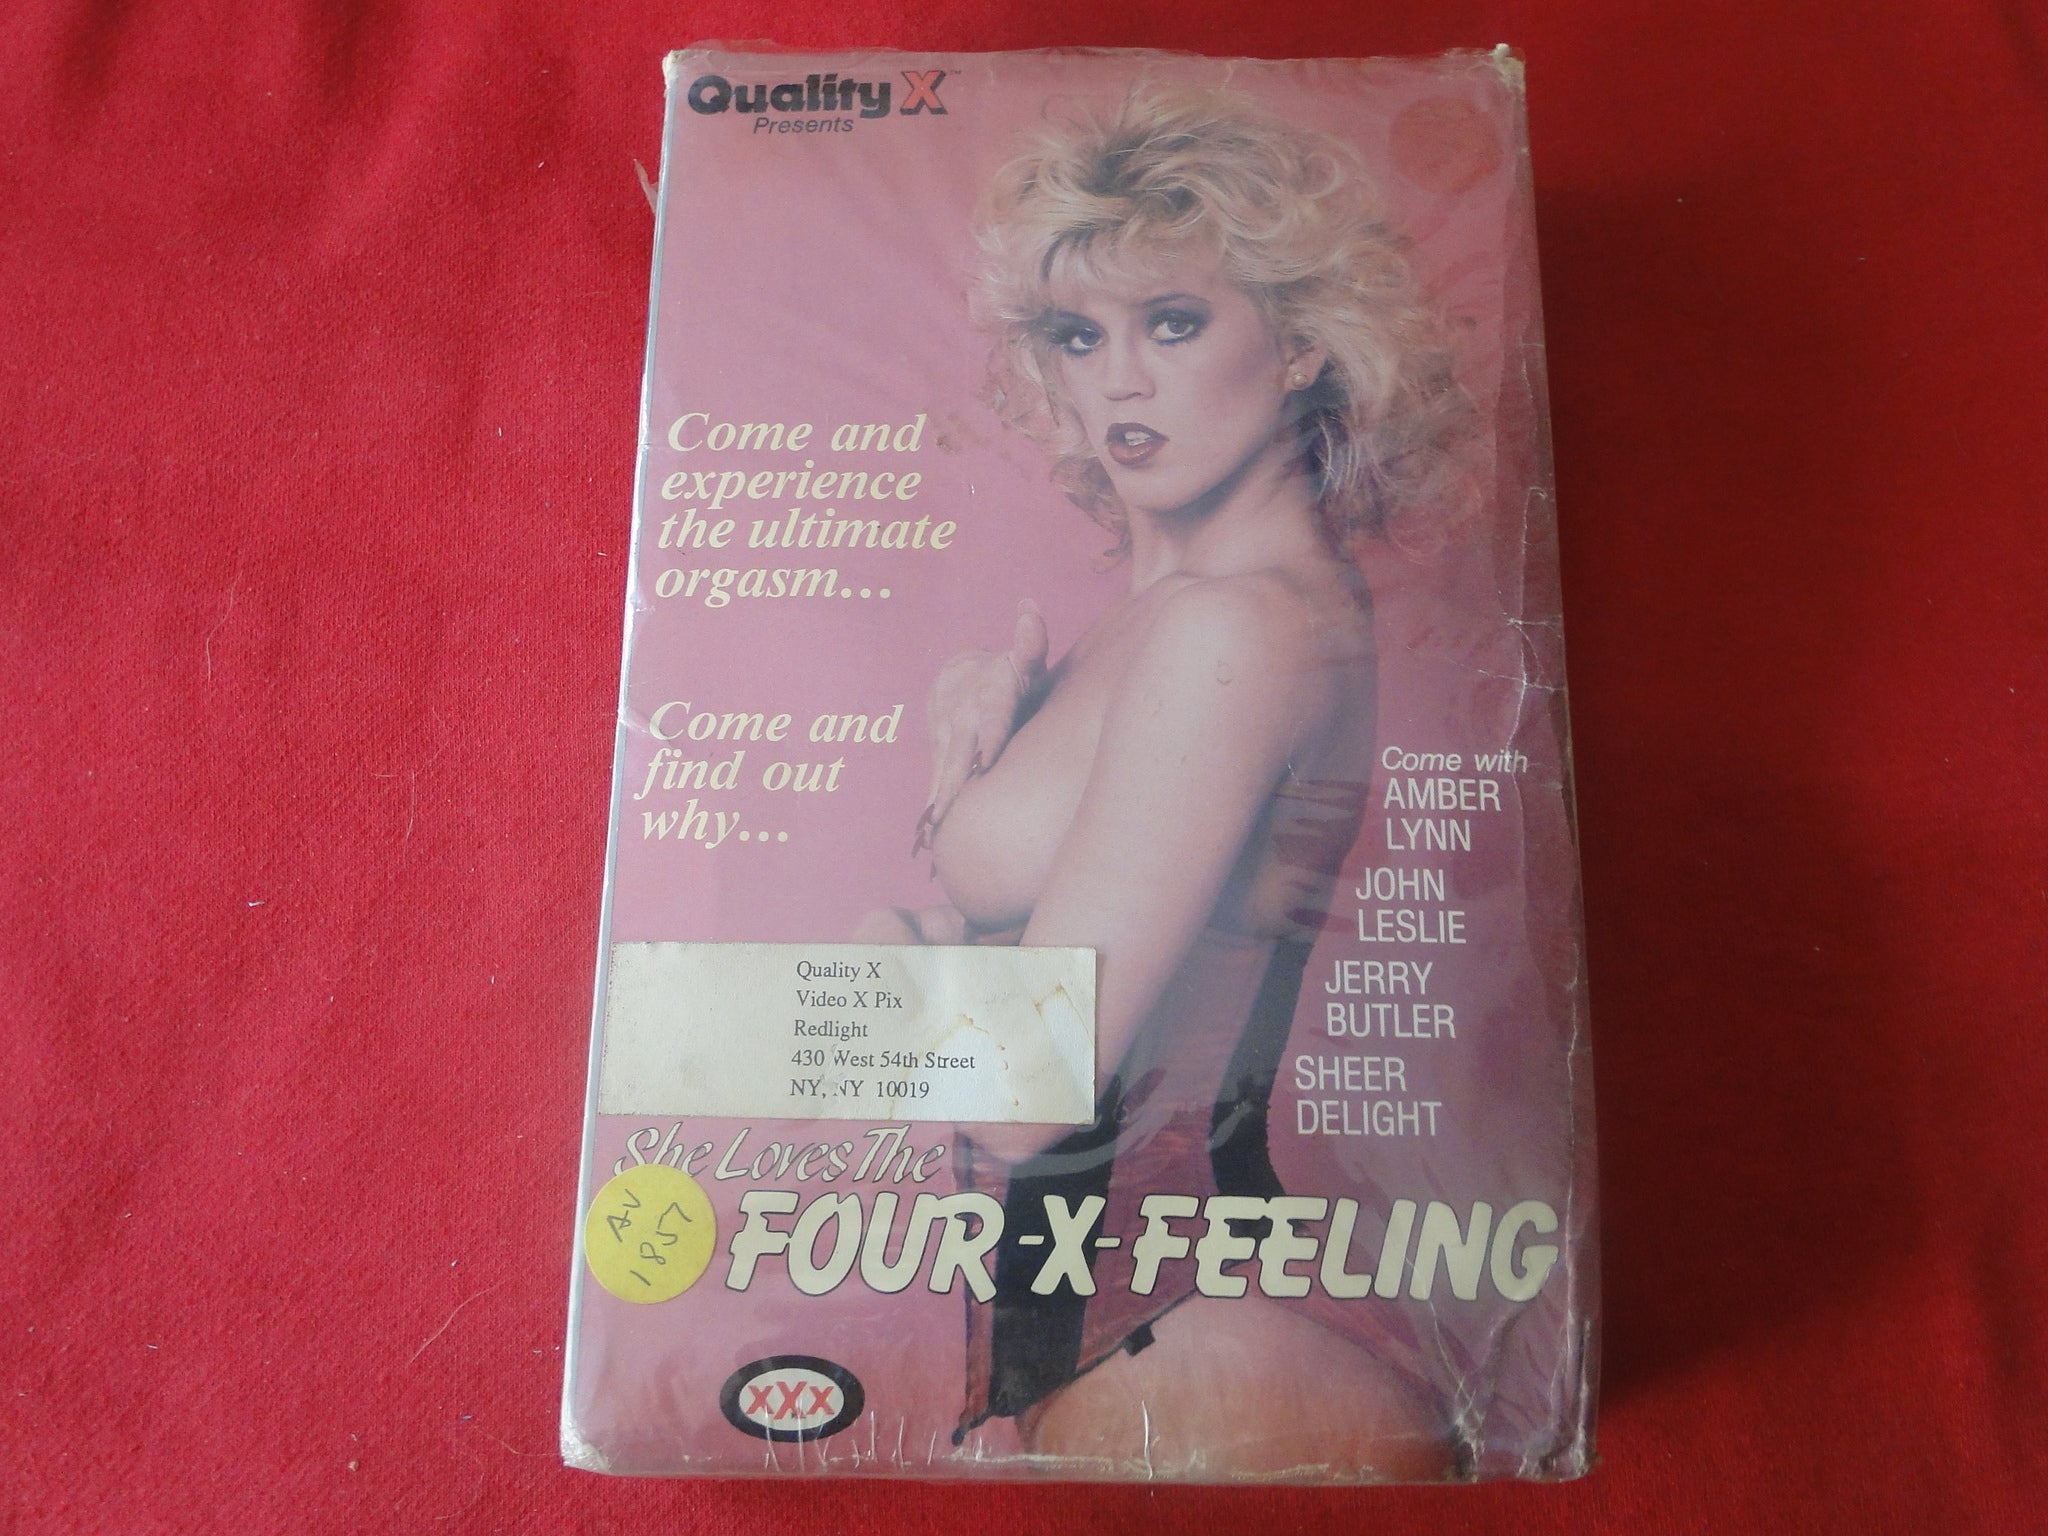 Quality X™
Presents
Come and
experience
the ultimate
orgasm...
Come and
find out
why...
Come with
AMBER
LYNN
JOHN
LESLIE
JERRY
BUTLER
SHEER
DELIGHT
Quality X
Video X Pix
Redlight
430 West 54th Street
NY, NY 10019
She Loves The
FOUR-X-FEELING
AV
1857
XXX